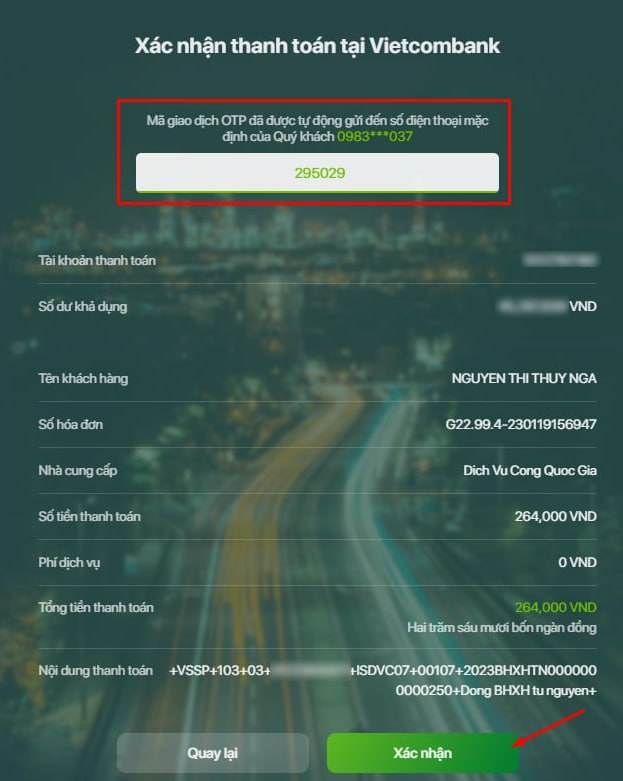 Xác nhận thanh toán tại Vietcombank
Mã giao dịch OTP đã được tự động gửi đến số điện thoại mặc
định của Quý khách 0983***037
295029
Tài khoản thanh toán
Số dư khả dụng VND
Tên khách hàng NGUYEN THI THUY NGA
Số hóa đơn G22.99.4-230119156947
Nhà cung cấp Dich Vu Cong Quoc Gia
Số tiền thanh toán 264,000 VND
Phí dịch vụ 0 VND
Tổng tiền thanh toán 264,000 VND
Hai trăm sáu mươi bốn ngàn đồng
Nội dung thanh toán +VSSP+103+03+ +ISDVC07+00107+2023BHXHTN000000
0000250+Dong BHXH tu nguyen+
Quay lại Xác nhận